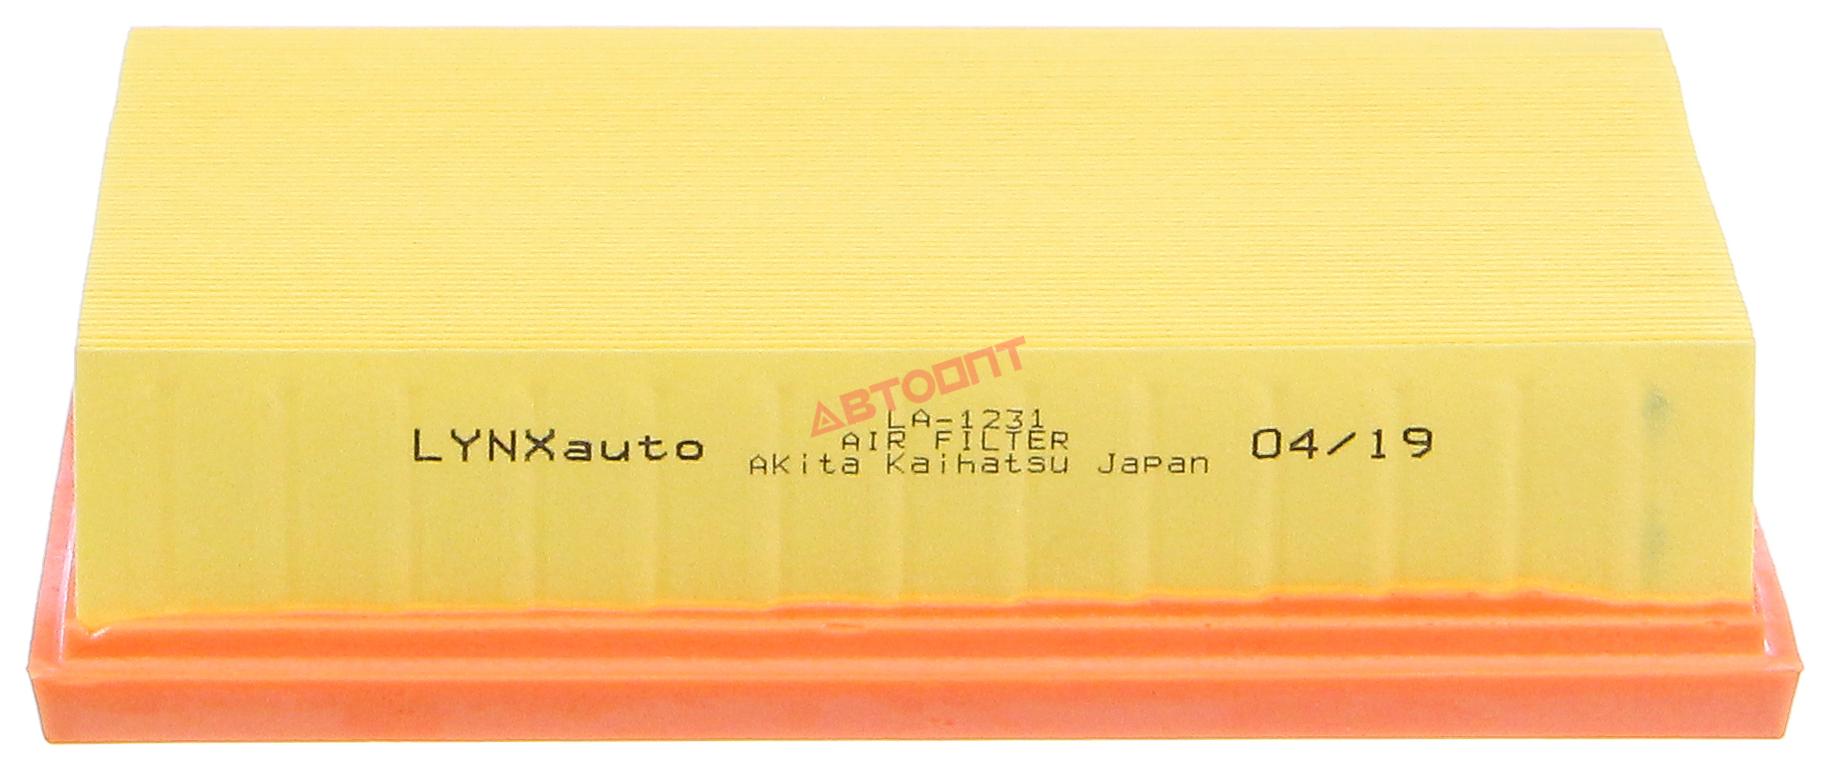 АВТООПТ
LA-1231
LYNXauto AIR FILTER 04/19
AKita Kaihatsu Japan